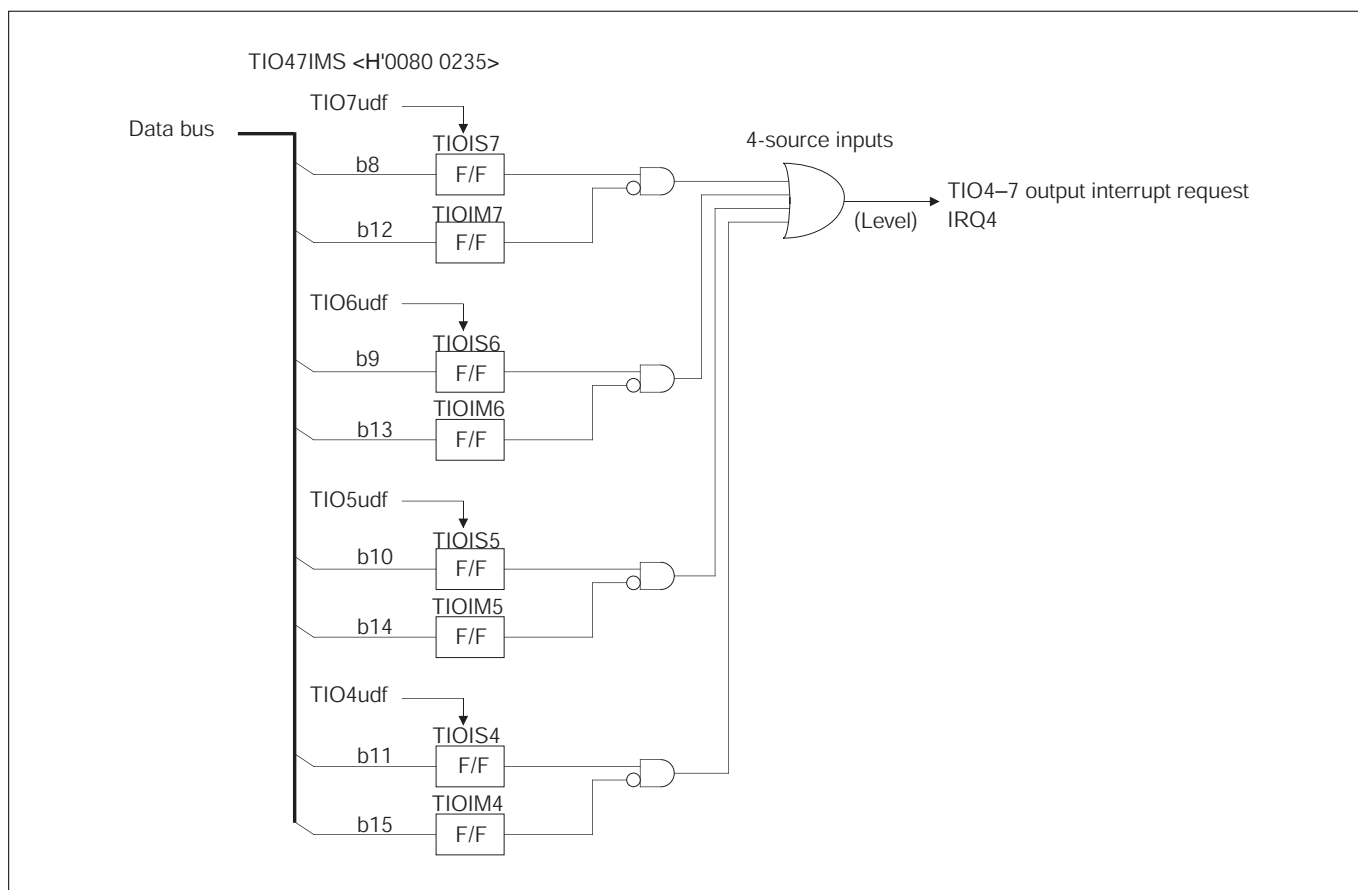 TIO47IMS <H'0080 0235>
TIO7udf
Data bus
TIOIS7
4-source inputs
b8
F/F
TIO4–7 output interrupt request
IRQ4
(Level)
TIOIM7
b12
F/F
TIO6udf
TIOIS6
b9
F/F
TIOIM6
b13
F/F
TIO5udf
TIOIS5
b10
F/F
TIOIM5
b14
F/F
TIO4udf
TIOIS4
b11
F/F
TIOIM4
b15
F/F